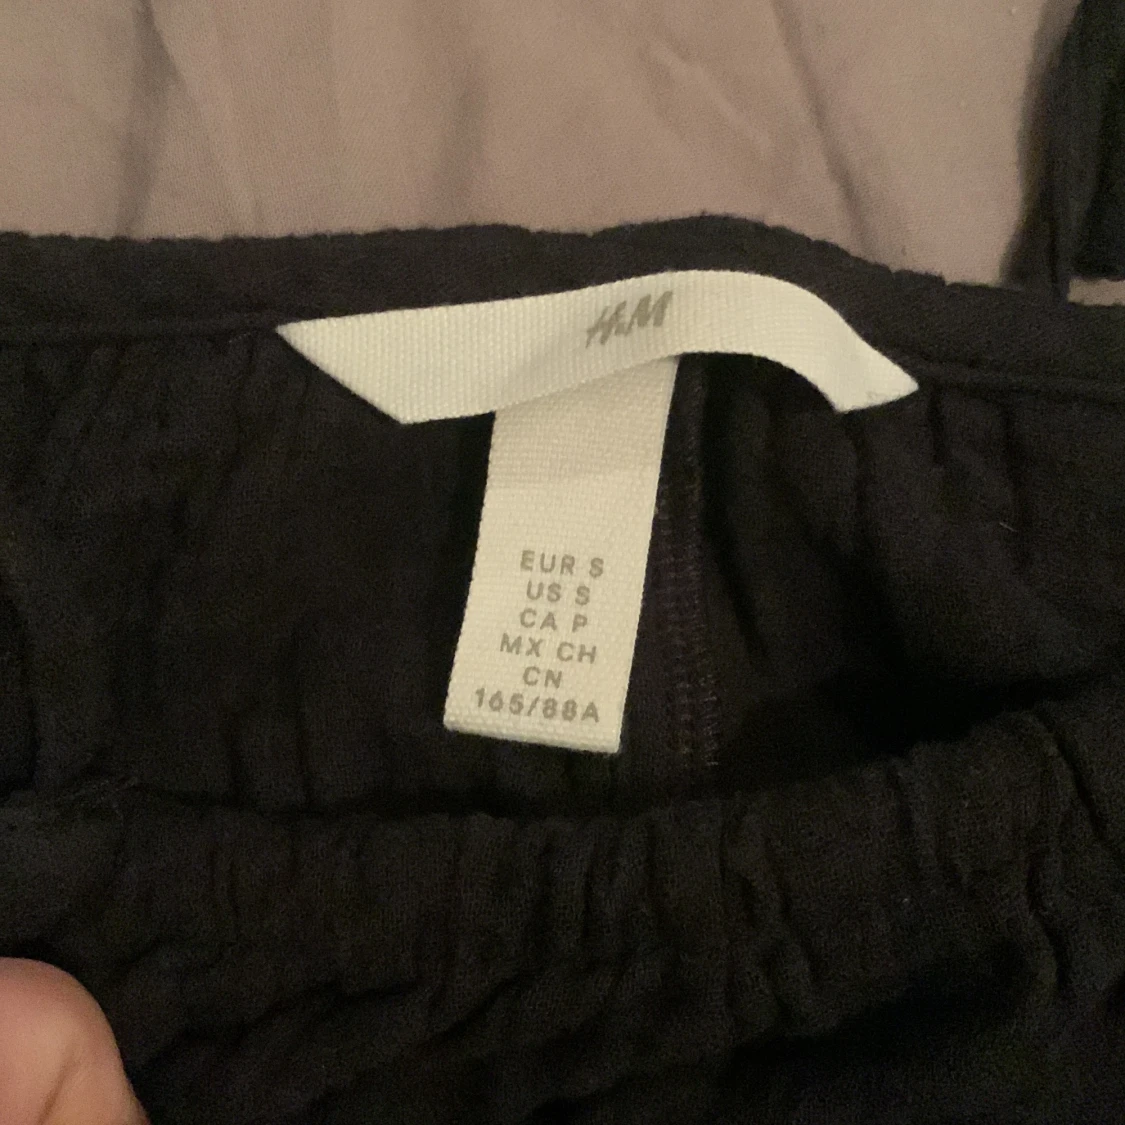 H&M
EUR S
US S
CA P
MX CH
CN
165/88A